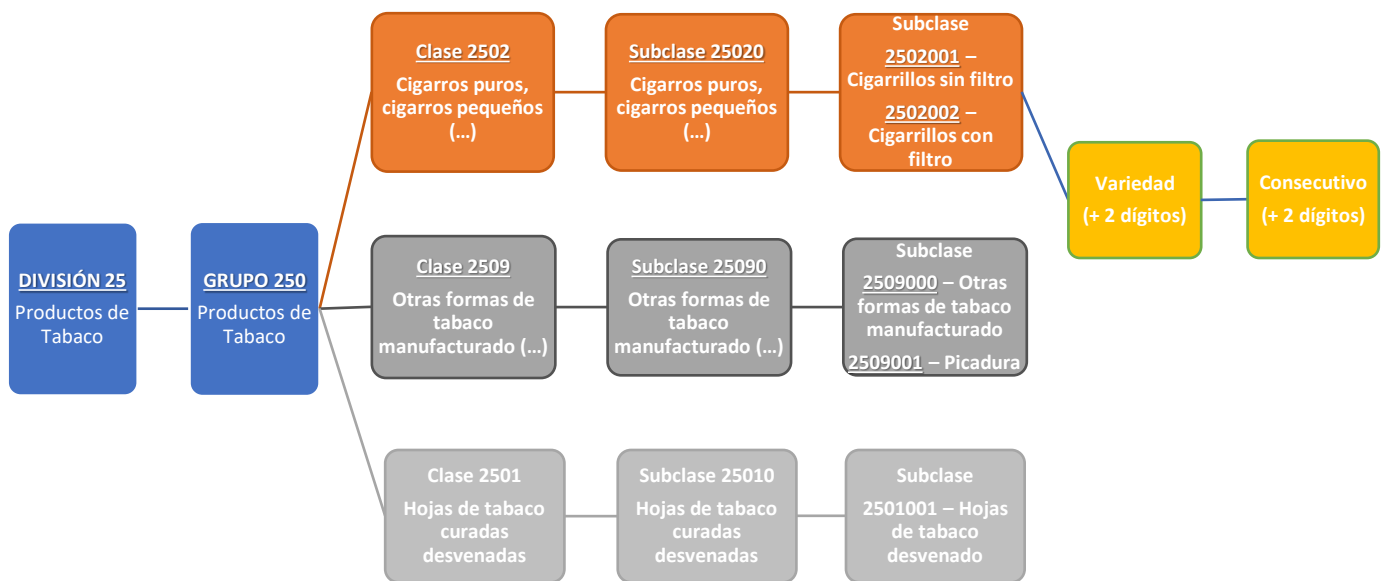 DIVISIÓN 25
Productos de
Tabaco
GRUPO 250
Productos de
Tabaco
Clase 2502
Cigarros puros,
cigarros pequeños
(...)
Subclase 25020
Cigarros puros,
cigarros pequeños
(...)
Subclase
2502001 –
Cigarrillos sin filtro
2502002 –
Cigarrillos con
filtro
Variedad
(+ 2 dígitos)
Consecutivo
(+ 2 dígitos)
Clase 2509
Otras formas de
tabaco
manufacturado (...)
Subclase 25090
Otras formas de
tabaco
manufacturado (...)
Subclase
2509000 – Otras
formas de tabaco
manufacturado
2509001 – Picadura
Clase 2501
Hojas de tabaco
curadas
desvenadas
Subclase 25010
Hojas de tabaco
curadas
desvenadas
Subclase
2501001 – Hojas
de tabaco
desvenado